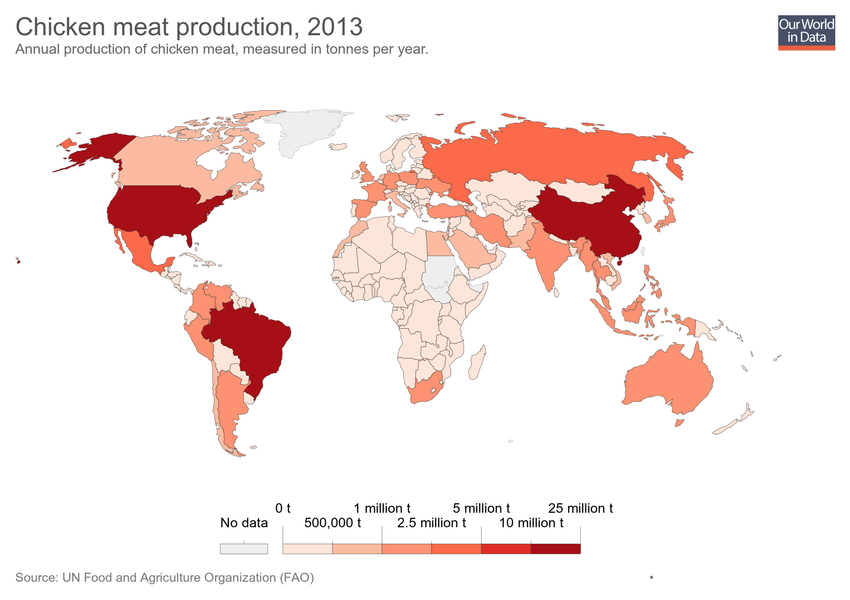 Chicken meat production, 2013
Annual production of chicken meat, measured in tonnes per year.
Our World
in Data
0 t 1 million t 5 million t 25 million t
No data 500,000 t 2.5 million t 10 million t
Source: UN Food and Agriculture Organization (FAO)